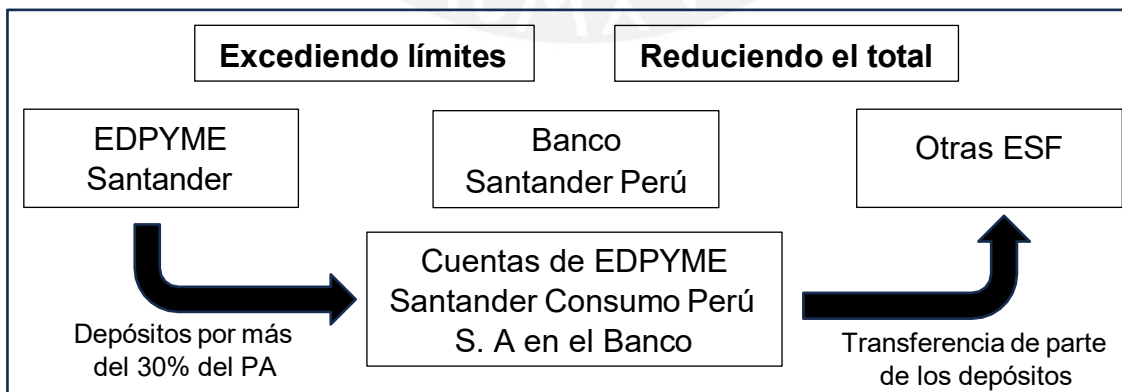 Excediendo límites
Reduciendo el total
EDPYME
Santander
Banco
Santander Perú
Otras ESF
Cuentas de EDPYME
Santander Consumo Perú
S. A en el Banco
Depósitos por más
del 30% del PA
Transferencia de parte
de los depósitos